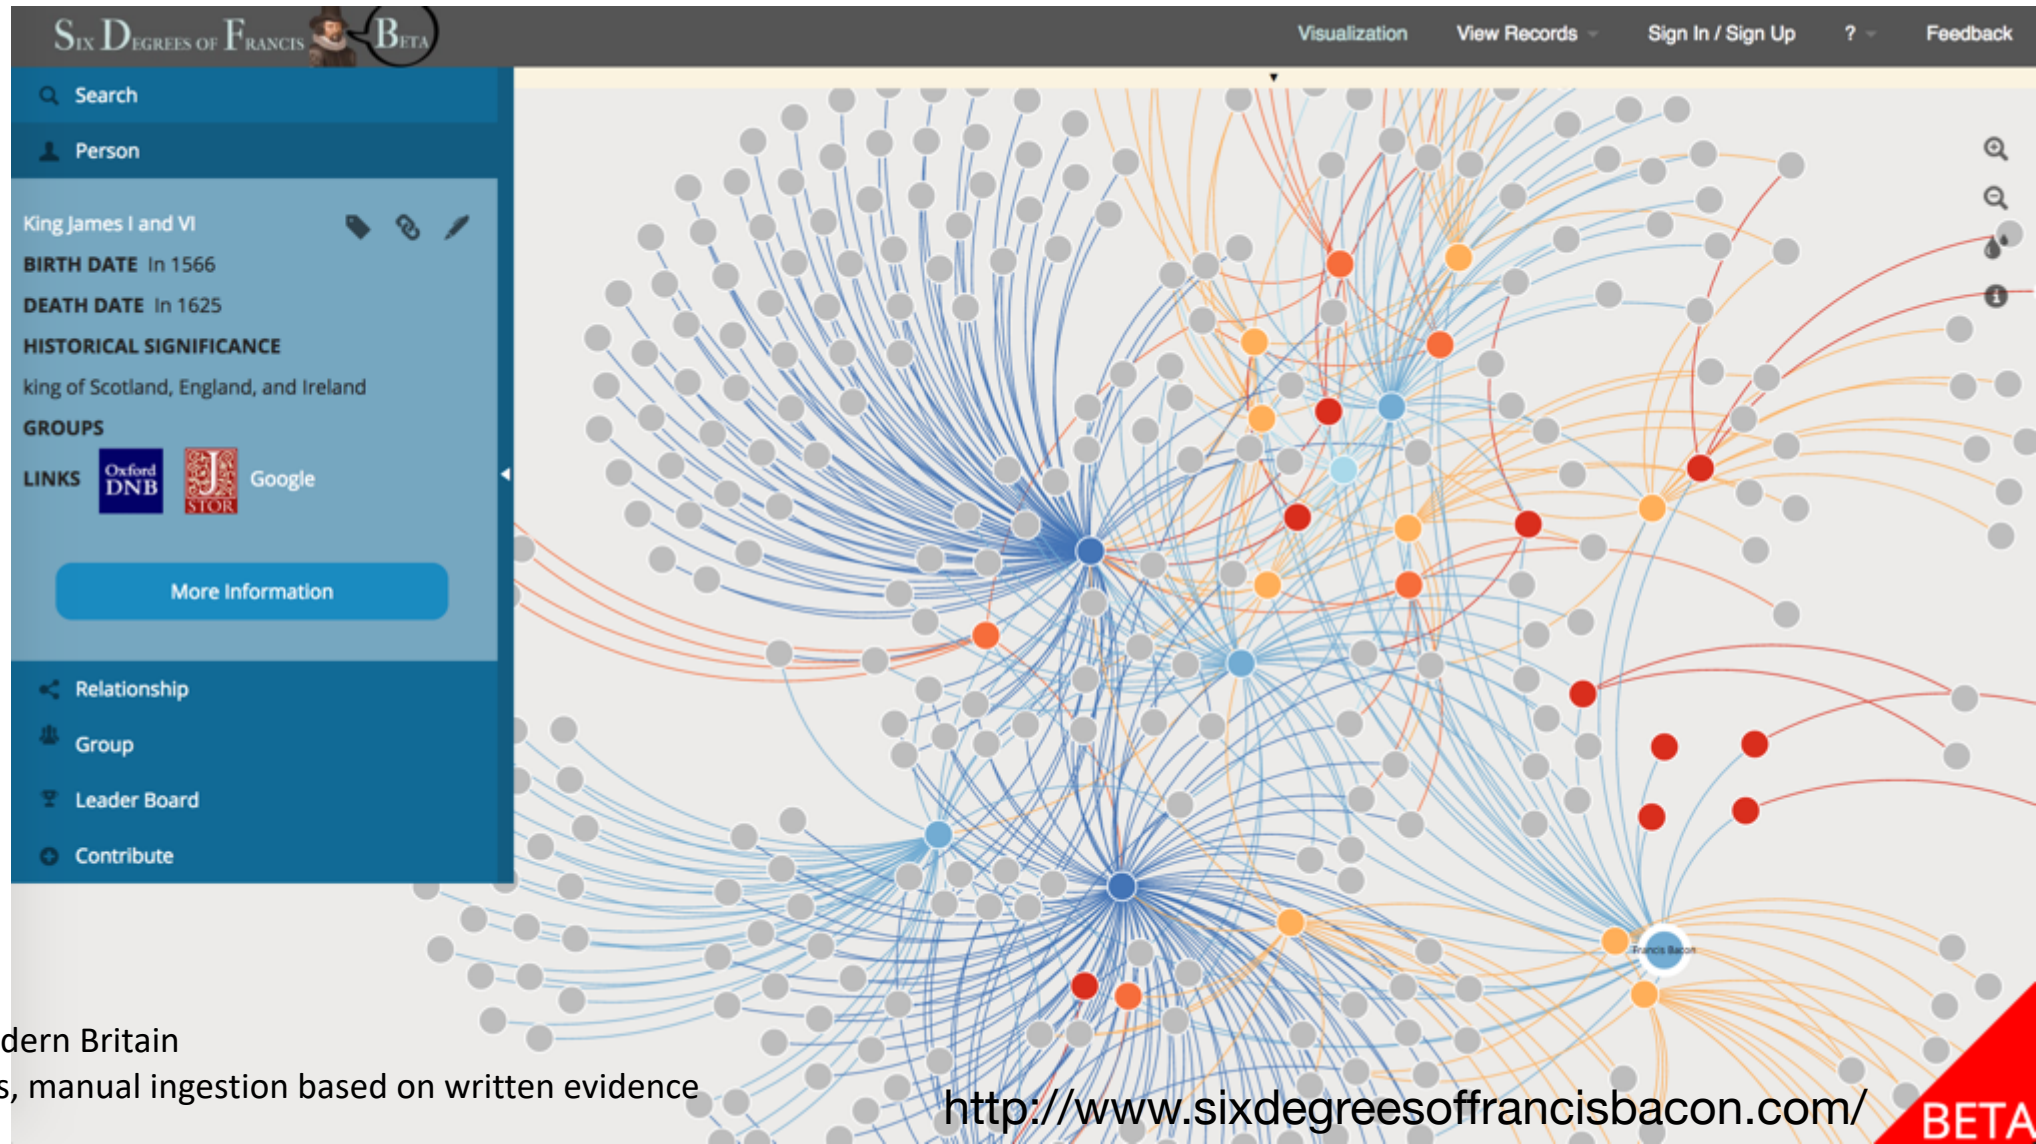 SIX DEGREES OF FRANCIS BETA
Visualization View Records Sign In / Sign Up ? Feedback
Search
Person
King James I and VI
BIRTH DATE In 1566
DEATH DATE In 1625
HISTORICAL SIGNIFICANCE
king of Scotland, England, and Ireland
GROUPS
LINKS Oxford DNB JSTOR Google
More Information
Relationship
Group
Leader Board
Contribute
Francis Bacon
dern Britain
s, manual ingestion based on written evidence
http://www.sixdegreesoffrancisbacon.com/
BETA